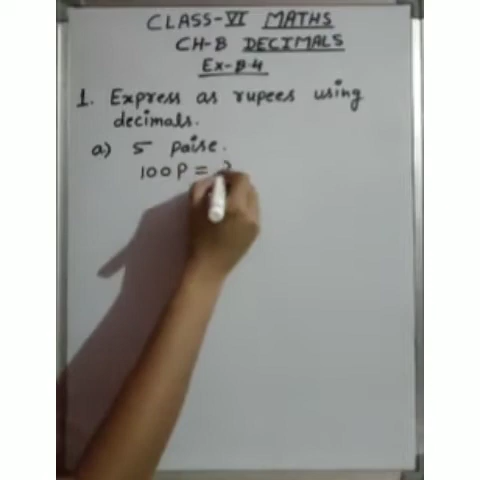 CLASS-VI MATHS
CH-8 DECIMALS
Ex-8.4
1. Express as rupees using
decimals.
a) 5 paise.
100 P =